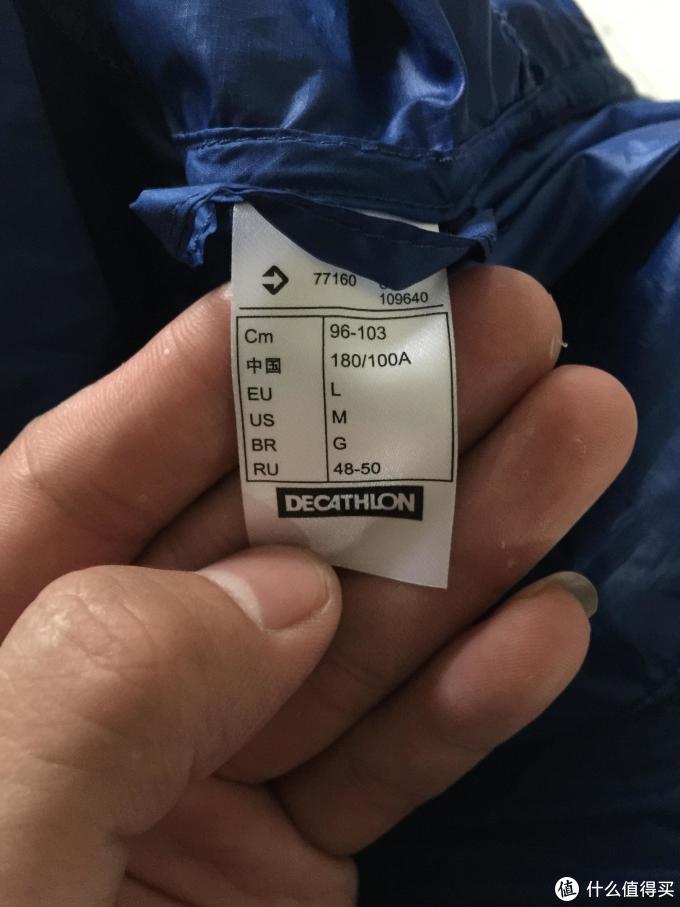 77160
109640
Cm 96-103
中国 180/100A
EU L
US M
BR G
RU 48-50
DECATHLON
值 什么值得买